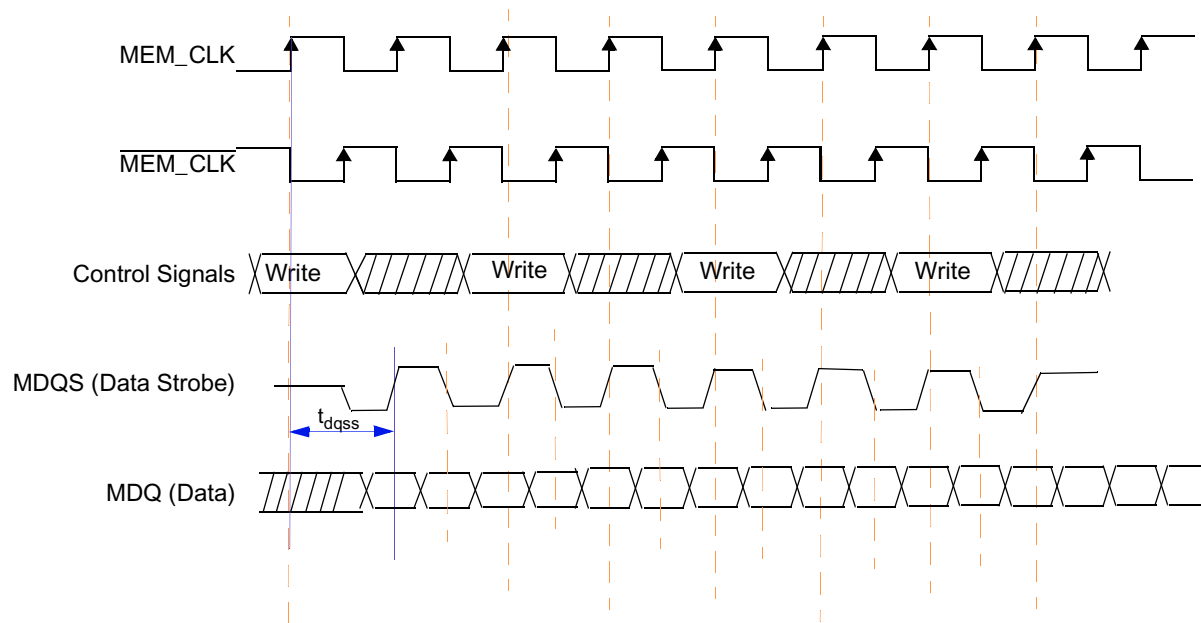 MEM_CLK
MEM_CLK
Control Signals
Write
Write
Write
Write
MDQS (Data Strobe)
tdqss
MDQ (Data)